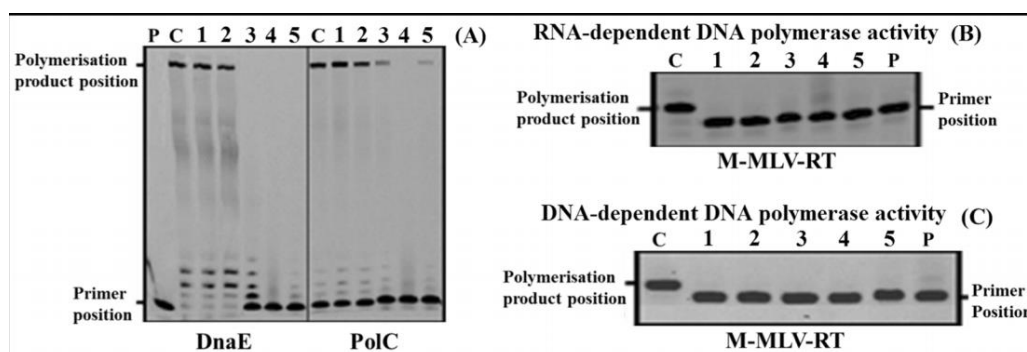 P C 1 2 3 4 5 C 1 2 3 4 5 (A)
Polymerisation
product position
Primer
position
DnaE PolC
RNA-dependent DNA polymerase activity (B)
C 1 2 3 4 5 P
Polymerisation
product position
Primer
position
M-MLV-RT
DNA-dependent DNA polymerase activity (C)
C 1 2 3 4 5 P
Polymerisation
product position
Primer
Position
M-MLV-RT